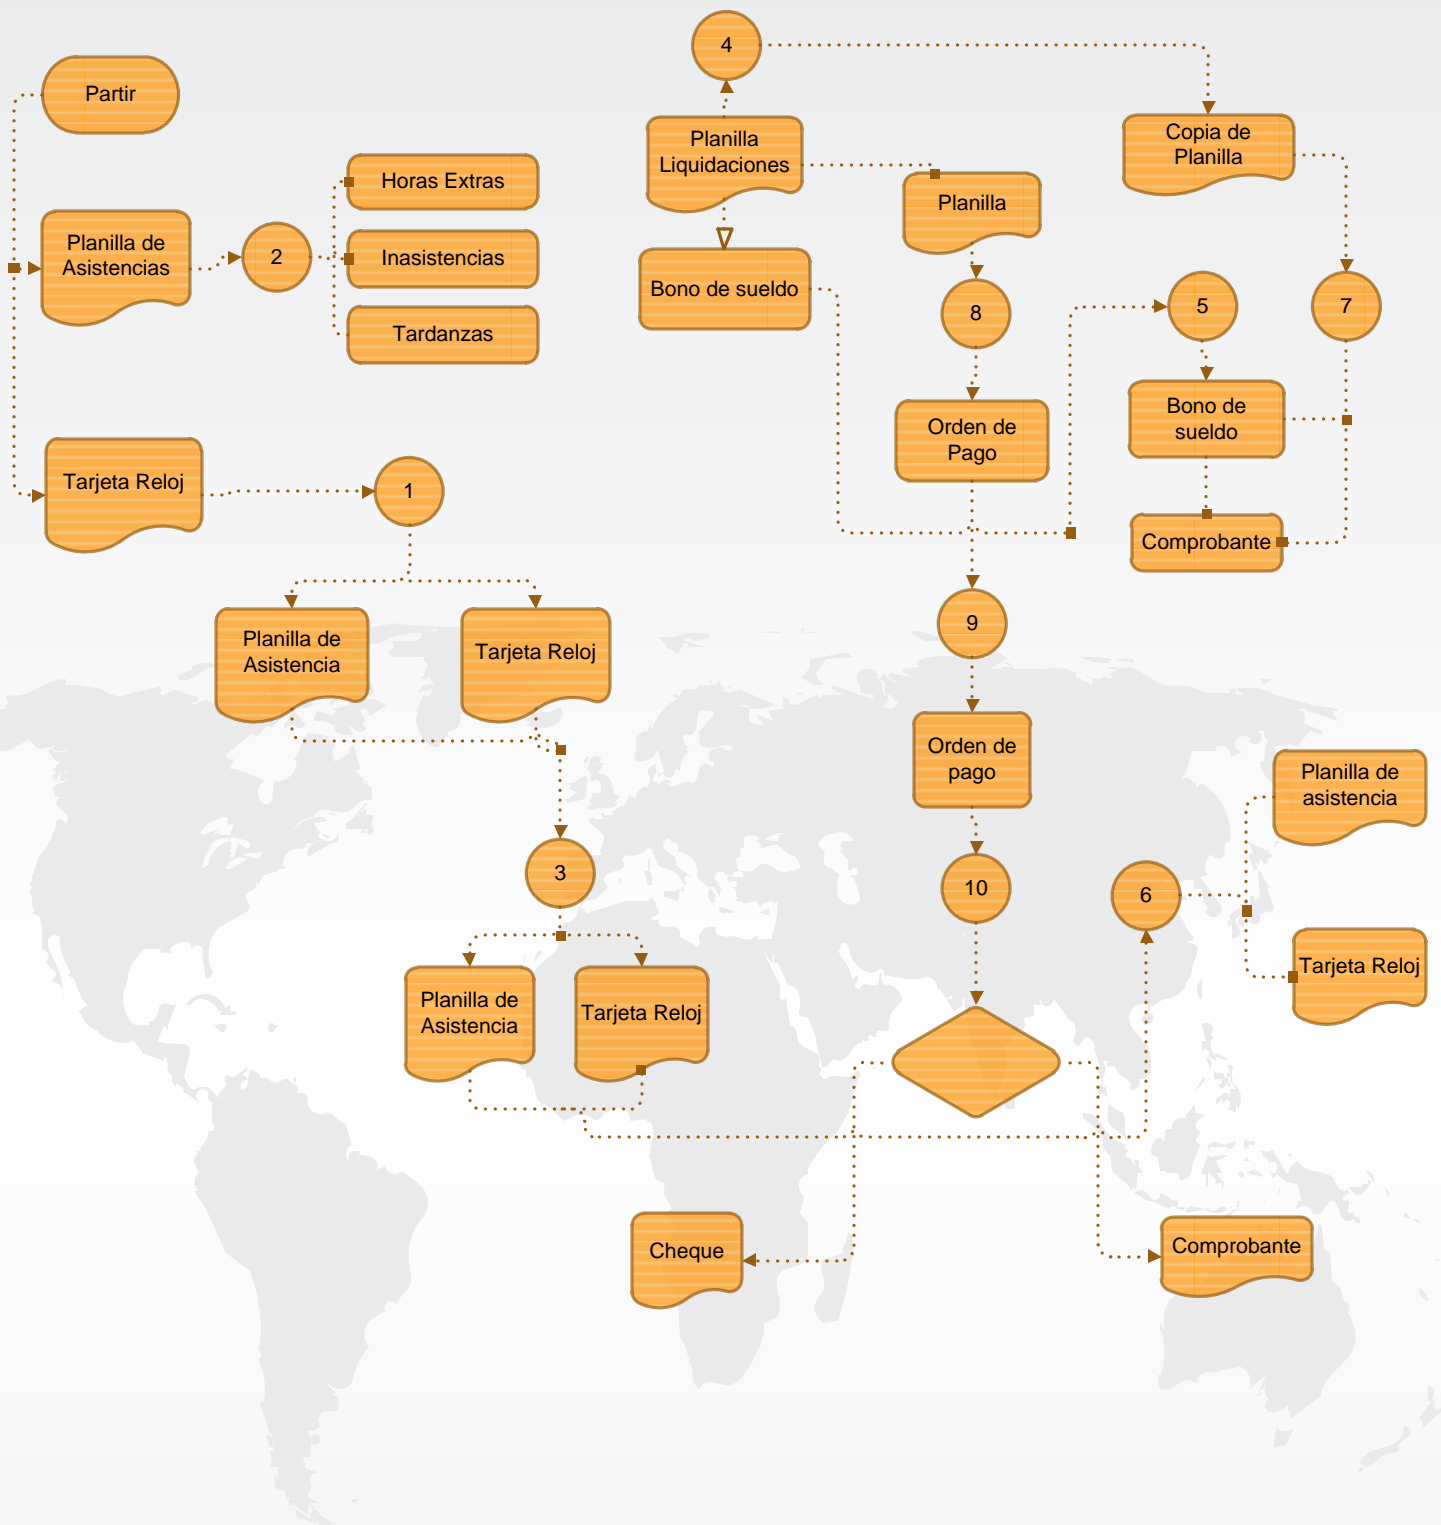 Partir
Planilla de
Asistencias
2
Horas Extras
Inasistencias
Tardanzas
Tarjeta Reloj
1
Planilla de
Asistencia
Tarjeta Reloj
3
Planilla de
Asistencia
Tarjeta Reloj
4
Planilla
Liquidaciones
Bono de sueldo
Planilla
8
Orden de
Pago
9
Orden de
pago
10
Cheque
Comprobante
Copia de
Planilla
5
7
Bono de
sueldo
Comprobante
6
Planilla de
asistencia
Tarjeta Reloj